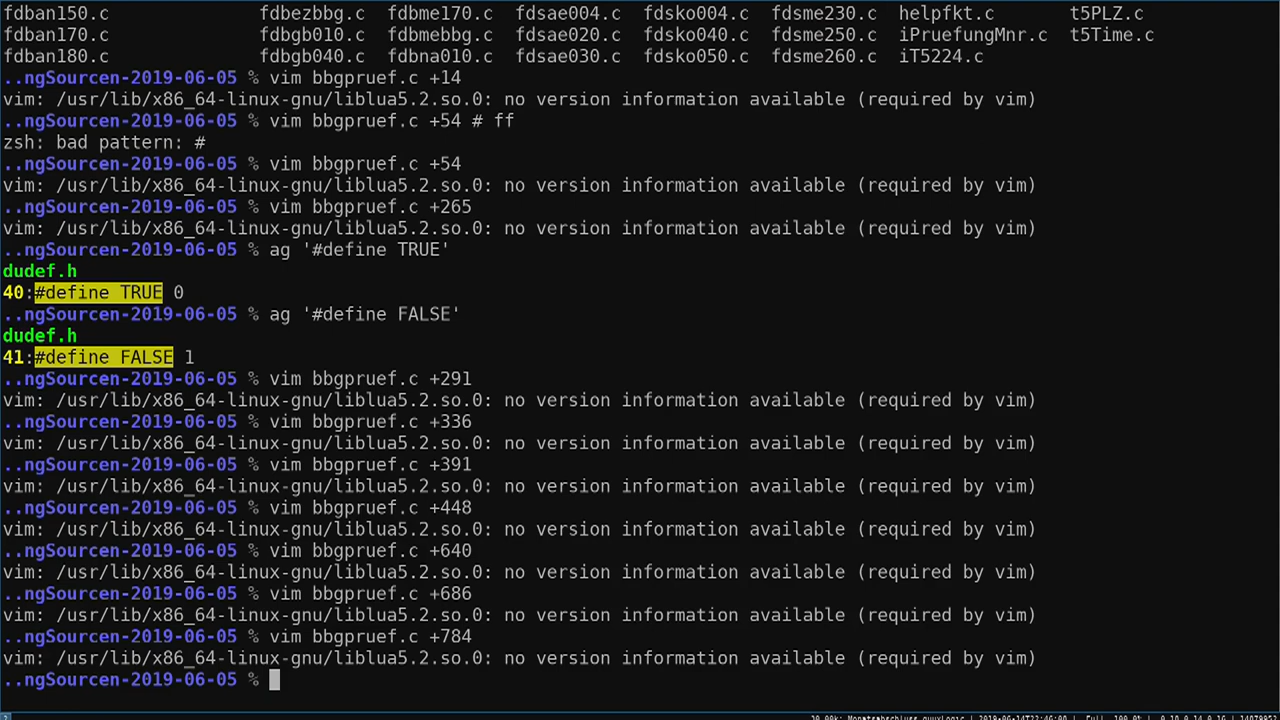 fdban150.c fdbezbbg.c fdbme170.c fdsae004.c fdsko004.c fdsme230.c helpfkt.c t5PLZ.c
fdban170.c fdbgb010.c fdbmebbg.c fdsae020.c fdsko040.c fdsme250.c iPruefungMnr.c t5Time.c
fdban180.c fdbgb040.c fdbna010.c fdsae030.c fdsko050.c fdsme260.c iT5224.c
..ngSourcen-2019-06-05 % vim bbgpruef.c +14
vim: /usr/lib/x86_64-linux-gnu/liblua5.2.so.0: no version information available (required by vim)
..ngSourcen-2019-06-05 % vim bbgpruef.c +54 # ff
zsh: bad pattern: #
..ngSourcen-2019-06-05 % vim bbgpruef.c +54
vim: /usr/lib/x86_64-linux-gnu/liblua5.2.so.0: no version information available (required by vim)
..ngSourcen-2019-06-05 % vim bbgpruef.c +265
vim: /usr/lib/x86_64-linux-gnu/liblua5.2.so.0: no version information available (required by vim)
..ngSourcen-2019-06-05 % ag '#define TRUE'
dudef.h
40:#define TRUE 0
..ngSourcen-2019-06-05 % ag '#define FALSE'
dudef.h
41:#define FALSE 1
..ngSourcen-2019-06-05 % vim bbgpruef.c +291
vim: /usr/lib/x86_64-linux-gnu/liblua5.2.so.0: no version information available (required by vim)
..ngSourcen-2019-06-05 % vim bbgpruef.c +336
vim: /usr/lib/x86_64-linux-gnu/liblua5.2.so.0: no version information available (required by vim)
..ngSourcen-2019-06-05 % vim bbgpruef.c +391
vim: /usr/lib/x86_64-linux-gnu/liblua5.2.so.0: no version information available (required by vim)
..ngSourcen-2019-06-05 % vim bbgpruef.c +448
vim: /usr/lib/x86_64-linux-gnu/liblua5.2.so.0: no version information available (required by vim)
..ngSourcen-2019-06-05 % vim bbgpruef.c +640
vim: /usr/lib/x86_64-linux-gnu/liblua5.2.so.0: no version information available (required by vim)
..ngSourcen-2019-06-05 % vim bbgpruef.c +686
vim: /usr/lib/x86_64-linux-gnu/liblua5.2.so.0: no version information available (required by vim)
..ngSourcen-2019-06-05 % vim bbgpruef.c +784
vim: /usr/lib/x86_64-linux-gnu/liblua5.2.so.0: no version information available (required by vim)
..ngSourcen-2019-06-05 %